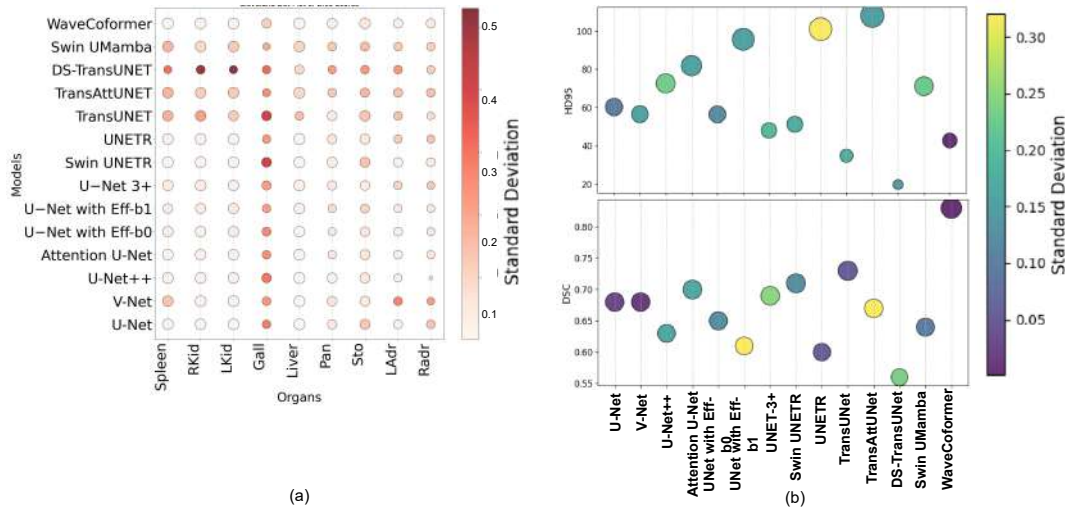 WaveCoformer
Swin UMamba
DS-TransUNET
TransAttUNET
TransUNET
UNETR
Swin UNETR
U−Net 3+
U−Net with Eff-b1
U−Net with Eff-b0
Attention U-Net
U-Net++
V-Net
U-Net
Models
Spleen
RKid
LKid
Gall
Liver
Pan
Sto
LAdr
Radr
Organs
0.5
0.4
0.3
0.2
0.1
Standard Deviation
(a)
100
80
60
40
20
HD95
0.80
0.75
0.70
0.65
0.60
0.55
DSC
U-Net
V-Net
U-Net++
Attention U-Net
UNet with Eff-
b0
UNet with Eff-
b1
UNET-3+
Swin UNETR
UNETR
TransUNet
TransAttUNet
DS-TransUNet
Swin UMamba
WaveCoformer
0.30
0.25
0.20
0.15
0.10
0.05
Standard Deviation
(b)